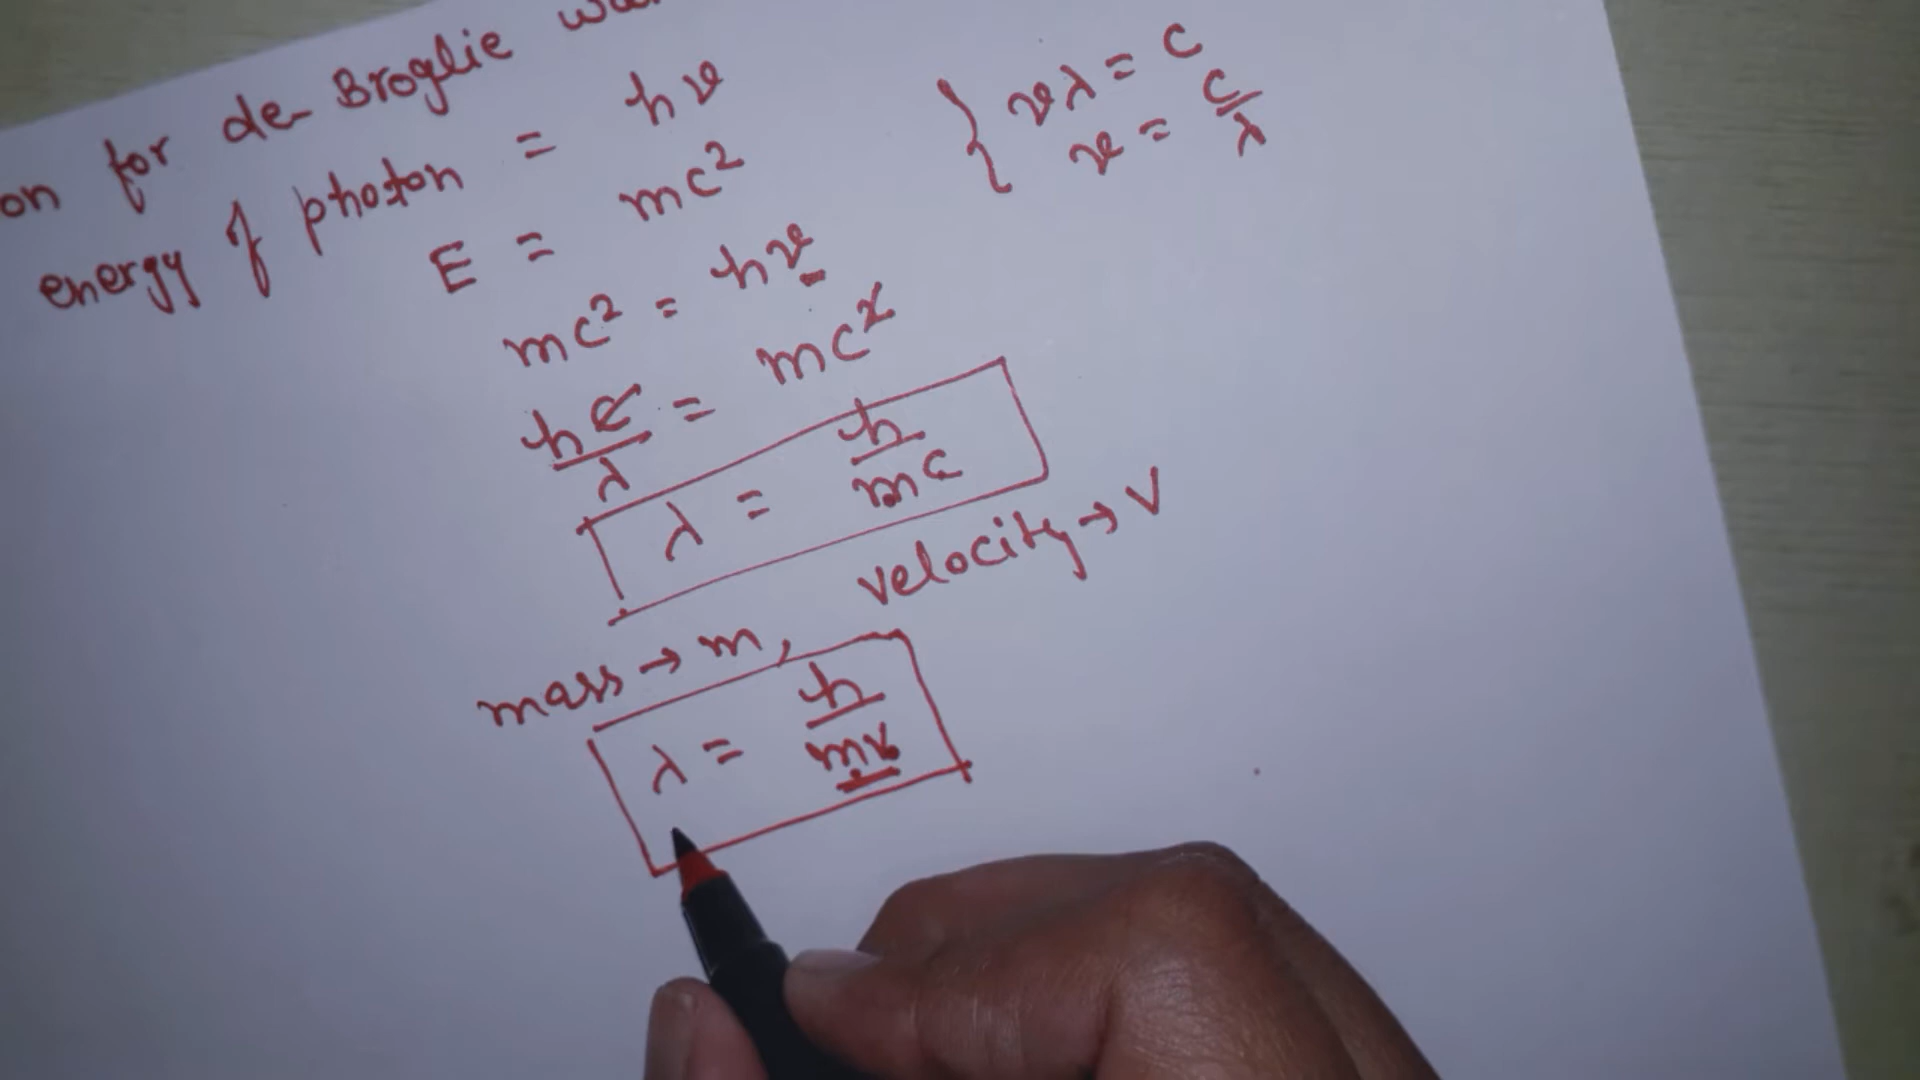 on for de-Broglie
energy of photon = hν
E = mc²
mc² = hν
hc/λ = mc²
λ = h/mc
mass → m, velocity → V
λ = h/mv
{ νλ = c
ν = c/λ